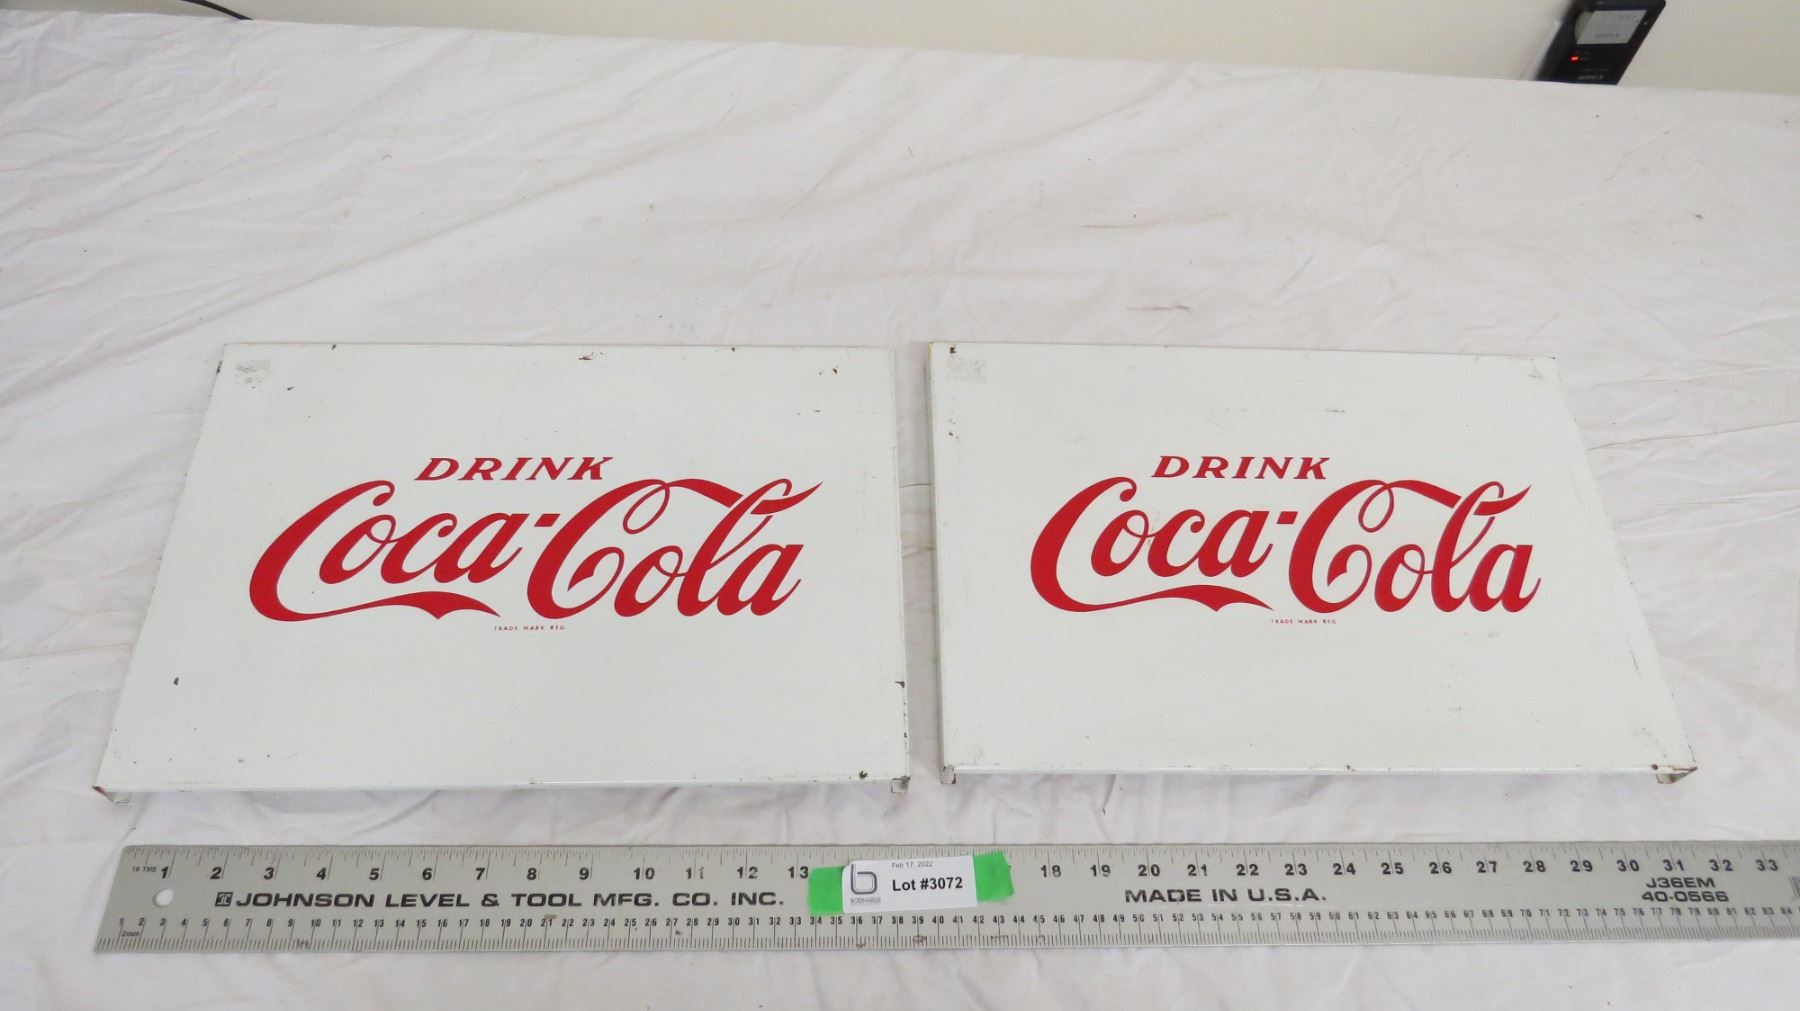 DRINK
Coca-Cola
TRADE MARK REG
DRINK
Coca-Cola
TRADE MARK REG
16 THS 1 2 3 4 5 6 7 8 9 10 11 12 13 18 19 20 21 22 23 24 25 26 27 28 29 30 31 32 33
Feb 17, 2022
Lot #3072
JOHNSON LEVEL & TOOL MFG. CO. INC.
MADE IN U.S.A.
J36EM
40-0566